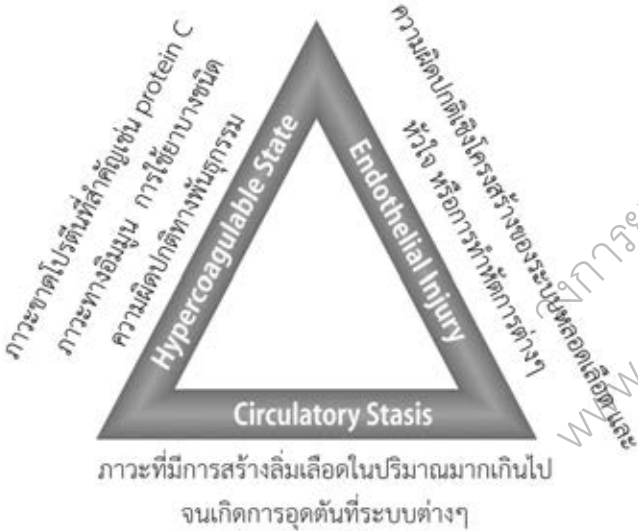 ภาวะขาดโปรตีนที่สำคัญเช่น protein C
ภาวะทางอิมมูน การใช้ยาบางชนิด
ความผิดปกติทางพันธุกรรม
Hypercoagulable State
ความผิดปกติเชิงโครงสร้างของระบบหลอดเลือดและ
หัวใจ หรือการทำหัตการต่างๆ
Endothelial Injury
Circulatory Stasis
ภาวะที่มีการสร้างลิ่มเลือดในปริมาณมากเกินไป
จนเกิดการอุดตันที่ระบบต่างๆ
www.